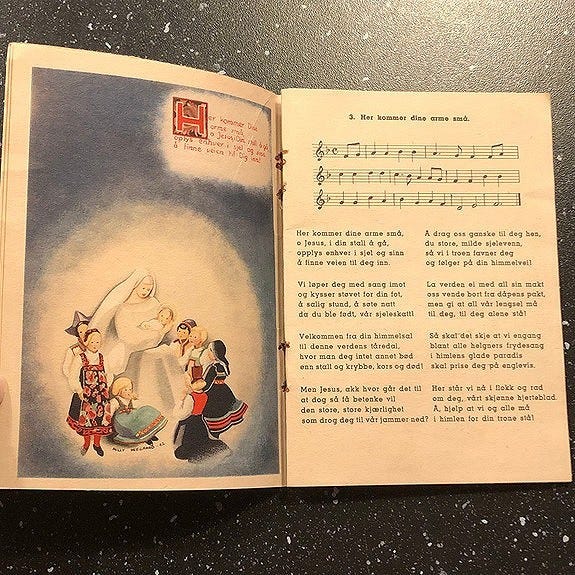 Her kommer Dine
arme små,
o Jesus, i Din stall å gå,
oplys enhver i sjel og sinn
å finne veien til Dig inn!
MILLY HEEGAARD
3. Her kommer dine arme små.
Her kommer dine arme små,
o Jesus, i din stall å gå,
opplys enhver i sjel og sinn
å finne veien til deg inn.
Vi løper deg med sang imot
og kysser støvet for din fot,
å salig stund, å søte natt
da du ble født, vår sjeleskatt!
Velkommen fra din himmelsal
til denne verdens tåredal,
hvor man deg intet annet bød
enn stall og krybbe, kors og død!
Men Jesus, akk hvor går det til
at dog så få betenke vil
den store, store kjærlighet
som drog deg til vår jammer ned?
Å drag oss ganske til deg hen,
du store, milde sjelevenn,
så vi i troen favner deg
og følger på din himmelvei!
La verden ei med all sin makt
oss vende bort fra dåpens pakt,
men gi at all vår lengsel må
til deg, til deg alene stå!
Så skal det skje at vi engang
blant alle helgners frydesang
i himlens glade paradis
skal prise deg på englevis.
Her står vi nå i flokk og rad
om deg, vårt skjønne hjerteblad.
Å, hjelp at vi og alle må
i himlen for din trone stå!